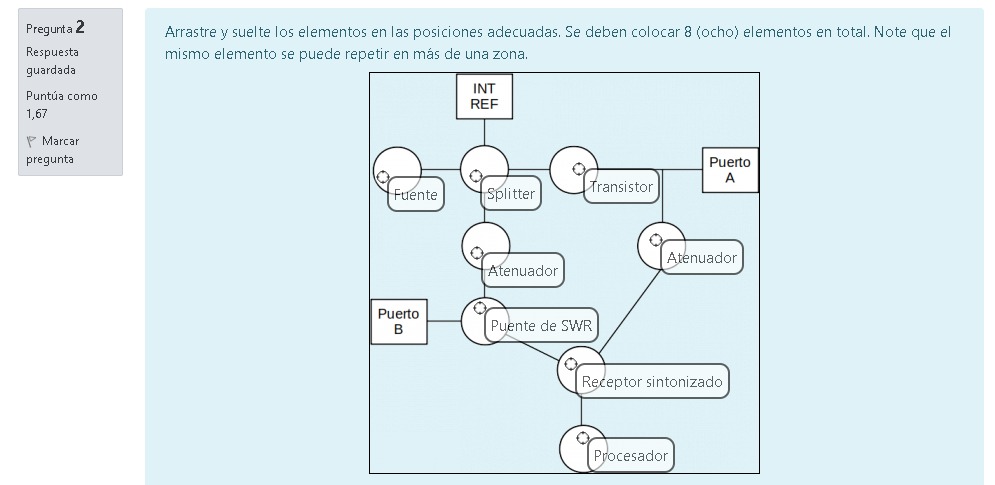 Pregunta 2
Respuesta
guardada
Puntúa como
1,67
Marcar
pregunta
Arrastre y suelte los elementos en las posiciones adecuadas. Se deben colocar 8 (ocho) elementos en total. Note que el
mismo elemento se puede repetir en más de una zona.
INT
REF
Fuente
Splitter
Transistor
Puerto
A
Atenuador
Atenuador
Puerto
B
Puente de SWR
Receptor sintonizado
Procesador